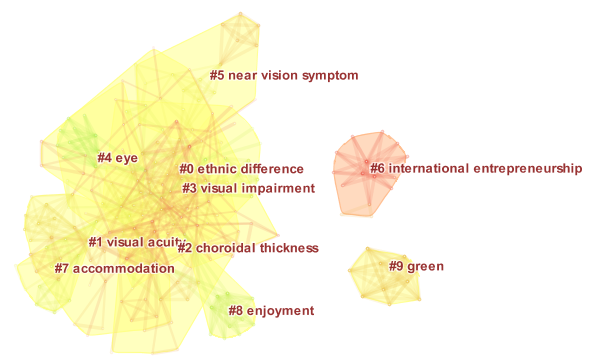 #5 near vision symptom
#4 eye
#0 ethnic difference
#6 international entrepreneurship
#3 visual impairment
#1 visual acuity
#2 choroidal thickness
#7 accommodation
#9 green
#8 enjoyment